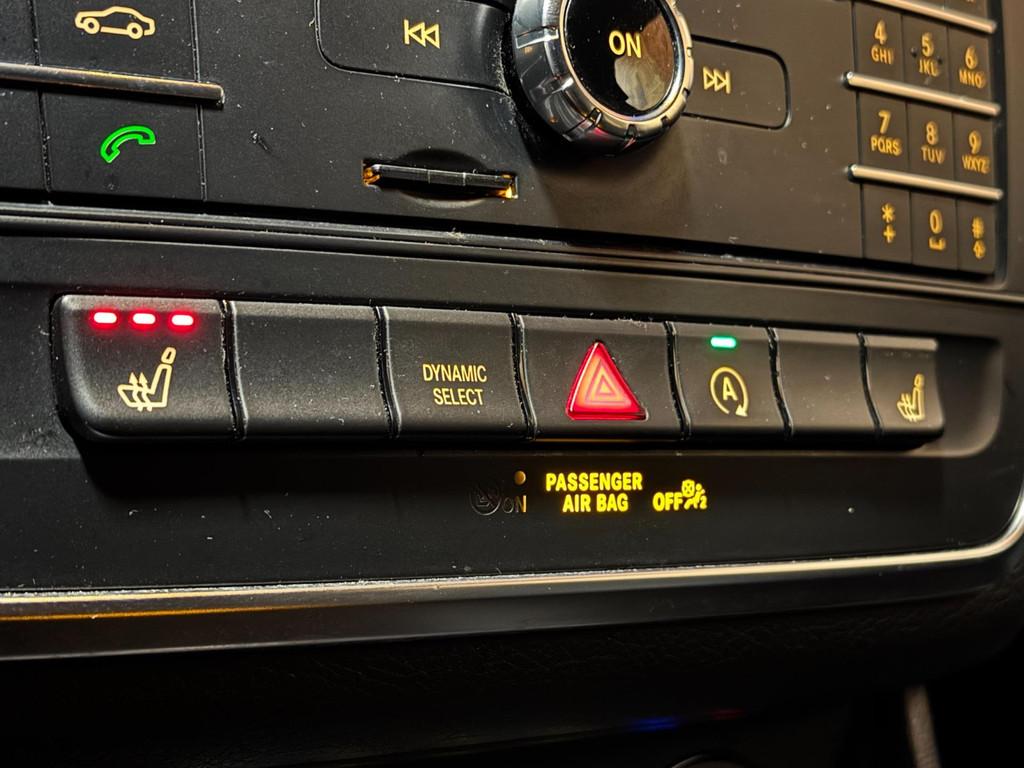 ON
4
GHI
5
JKL
6
MNO
7
PQRS
8
TUV
9
WXYZ
*
+
0
#
DYNAMIC
SELECT
A
ON
PASSENGER
AIR BAG
OFF
2